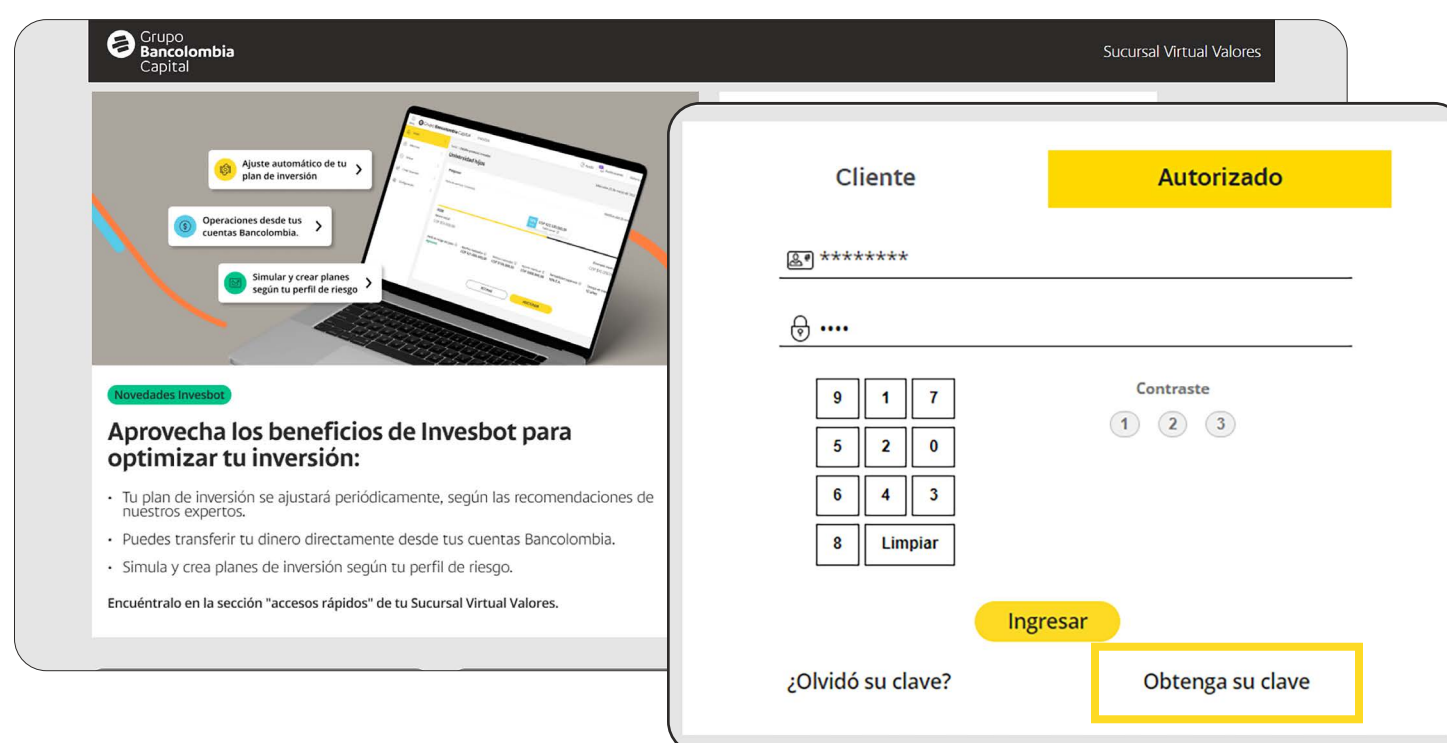 Grupo
Bancolombia
Capital
Sucursal Virtual Valores
Ajuste automático de tu
plan de inversión
Operaciones desde tus
cuentas Bancolombia.
Simular y crear planes
según tu perfil de riesgo
Novedades Invesbot
Aprovecha los beneficios de Invesbot para
optimizar tu inversión:
• Tu plan de inversión se ajustará periódicamente, según las recomendaciones de
nuestros expertos.
• Puedes transferir tu dinero directamente desde tus cuentas Bancolombia.
• Simula y crea planes de inversión según tu perfil de riesgo.
Encuéntralo en la sección "accesos rápidos" de tu Sucursal Virtual Valores.
Cliente
Autorizado
********
••••
9 1 7
5 2 0
6 4 3
8 Limpiar
Contraste
1 2 3
Ingresar
¿Olvidó su clave?
Obtenga su clave